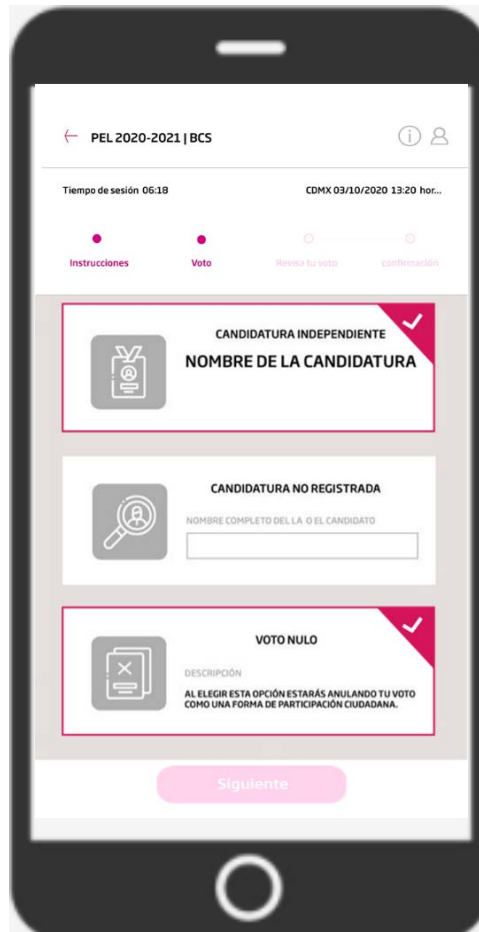 ← PEL 2020-2021 | BCS
Tiempo de sesión 06:18 CDMX 03/10/2020 13:20 hor...
Instrucciones Voto Revisa tu voto confirmación
CANDIDATURA INDEPENDIENTE
NOMBRE DE LA CANDIDATURA
CANDIDATURA NO REGISTRADA
NOMBRE COMPLETO DEL LA O EL CANDIDATO
VOTO NULO
DESCRIPCIÓN
AL ELEGIR ESTA OPCIÓN ESTARÁS ANULANDO TU VOTO
COMO UNA FORMA DE PARTICIPACIÓN CIUDADANA.
Siguiente